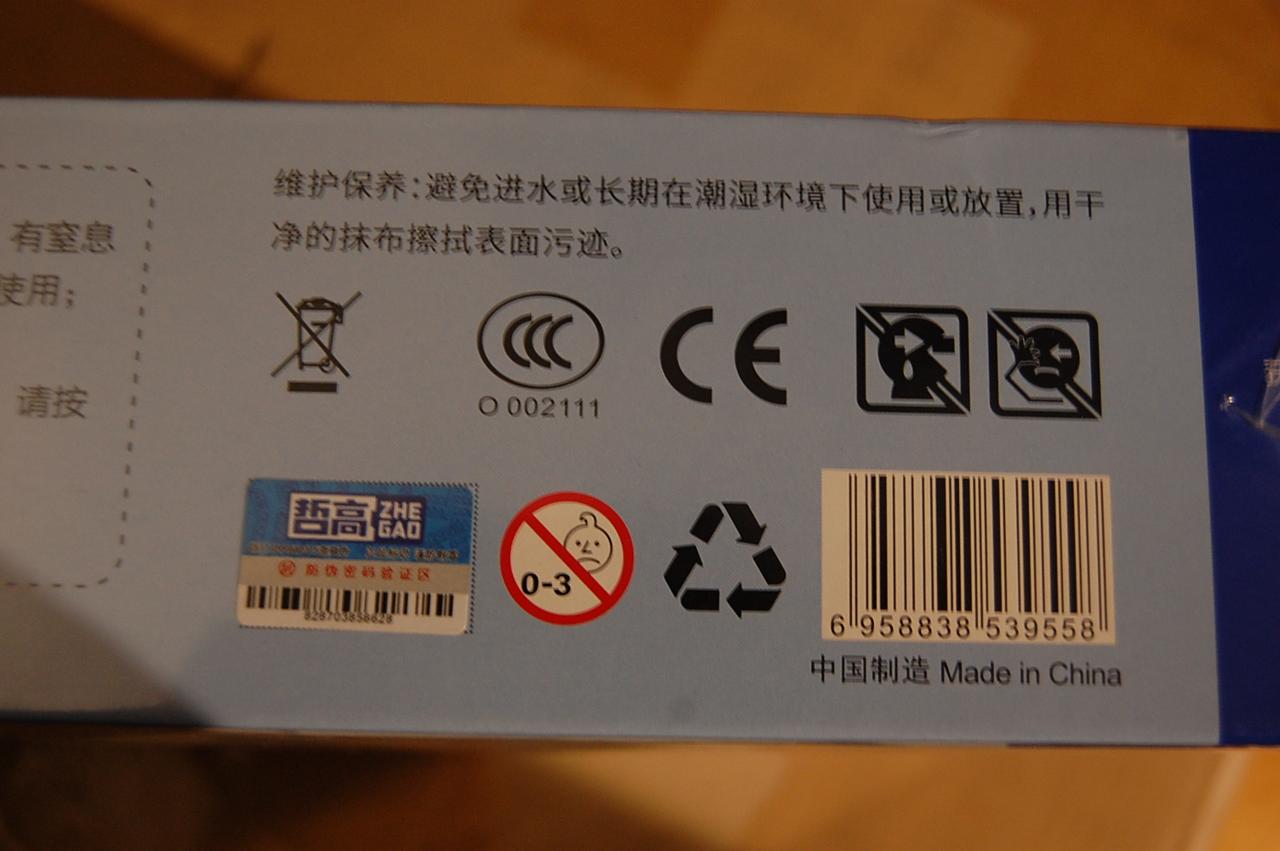 有窒息
使用;
请按
维护保养:避免进水或长期在潮湿环境下使用或放置,用干
净的抹布擦拭表面污迹。
CCC
O 002111
CE
哲高 ZHE GAO
防伪密码验证区
0-3
6 958838 539558
中国制造 Made in China